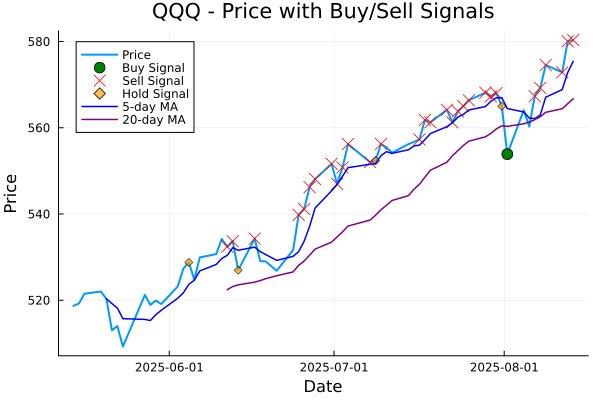 QQQ - Price with Buy/Sell Signals
580
560
540
520
Price
Price
Buy Signal
Sell Signal
Hold Signal
5-day MA
20-day MA
2025-06-01
2025-07-01
2025-08-01
Date